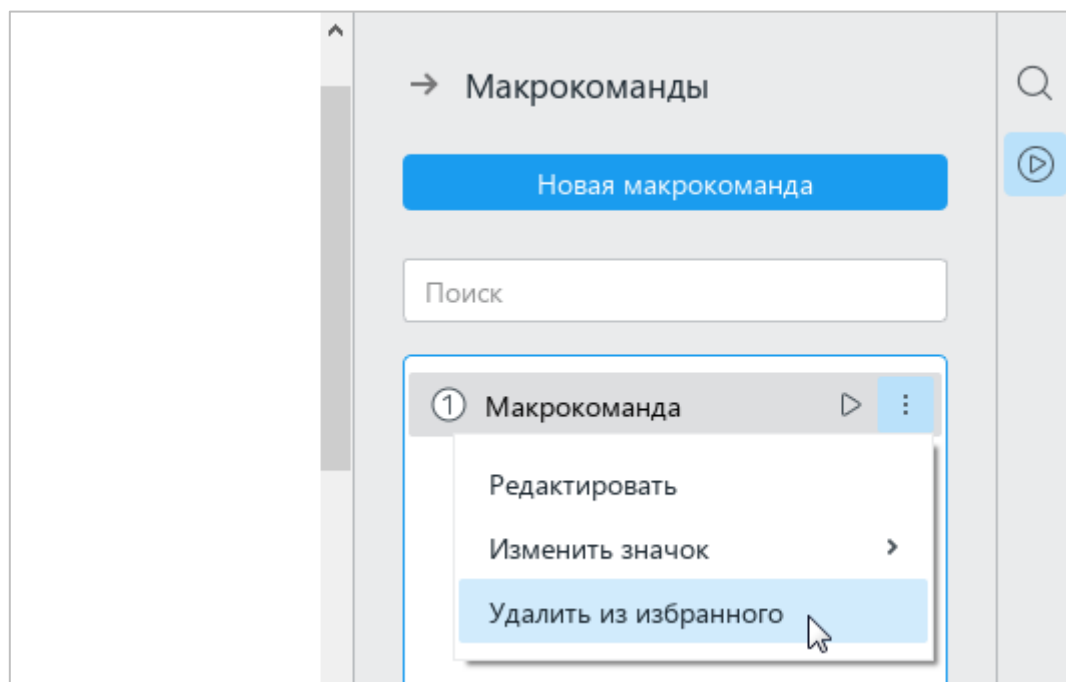 Макрокоманды
Новая макрокоманда
Поиск
1 Макрокоманда
Редактировать
Изменить значок
Удалить из избранного